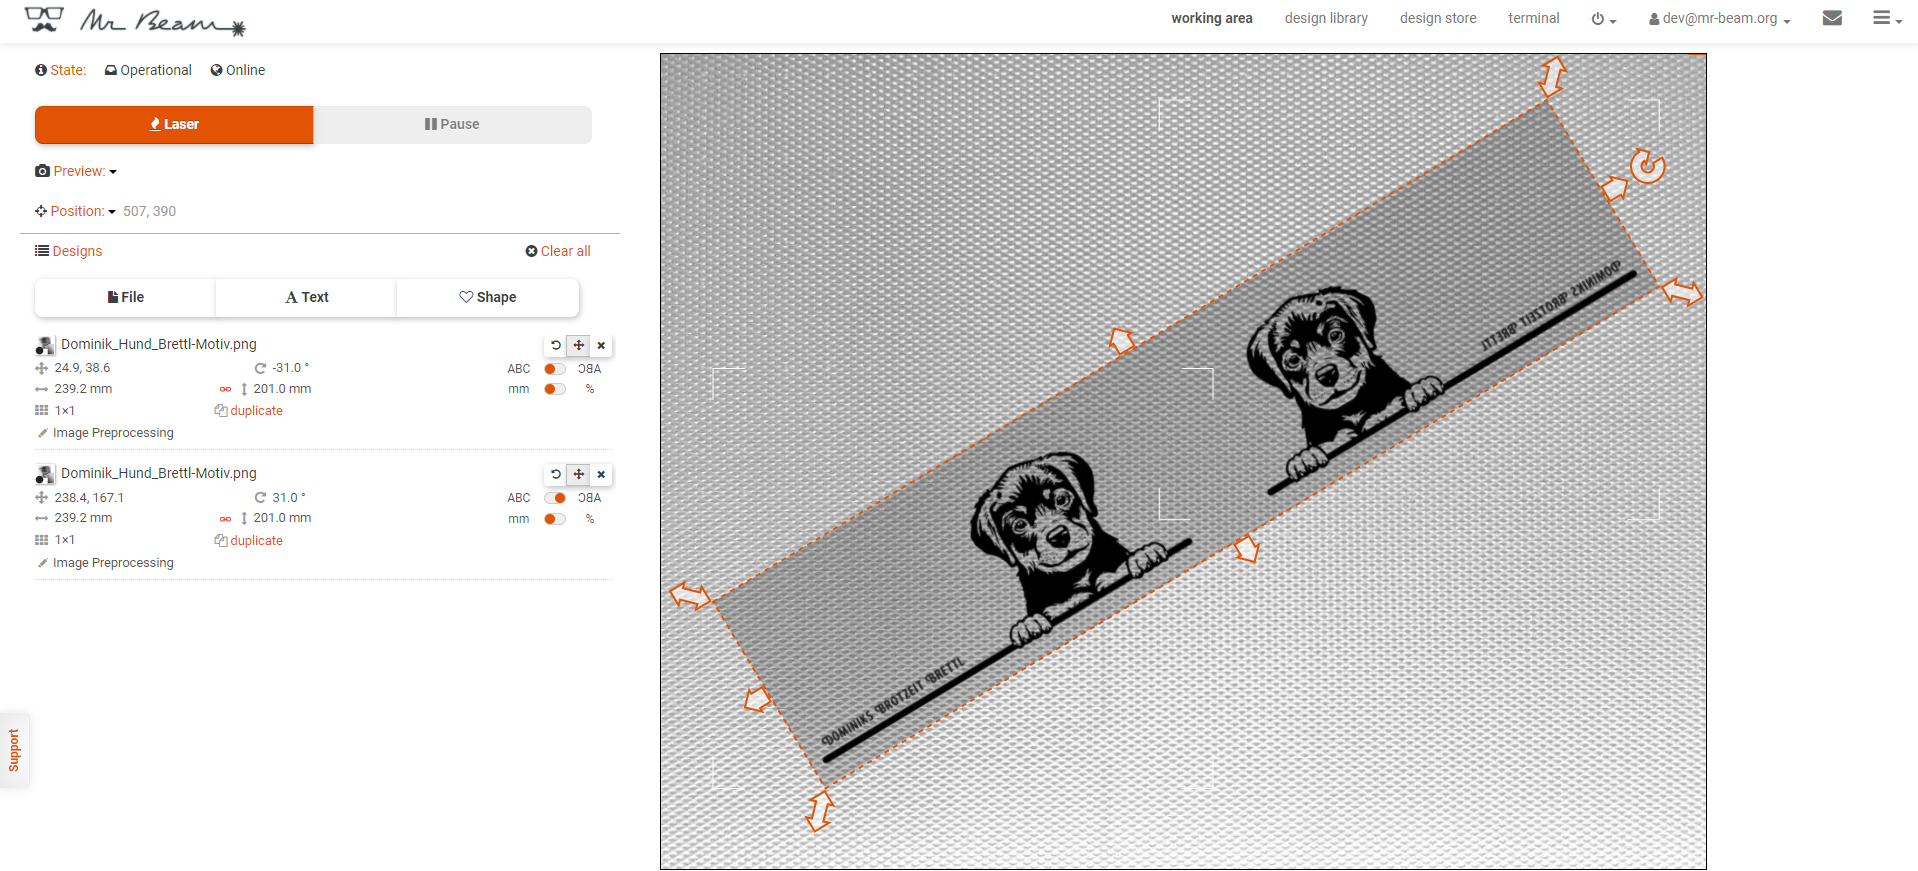 Mr Beam
working area
design library
design store
terminal
dev@mr-beam.org
State: Operational Online
Laser
Pause
Preview:
Position: 507, 390
Designs
Clear all
File
Text
Shape
Dominik_Hund_Brettl-Motiv.png
24.9, 38.6
-31.0 °
ABC
ABC
239.2 mm
201.0 mm
mm
%
1×1
duplicate
Image Preprocessing
Dominik_Hund_Brettl-Motiv.png
238.4, 167.1
31.0 °
ABC
ABC
239.2 mm
201.0 mm
mm
%
1×1
duplicate
Image Preprocessing
Support
DOMINIKS BROTZEIT BRETTL
DOMINIKS BROTZEIT BRETTL